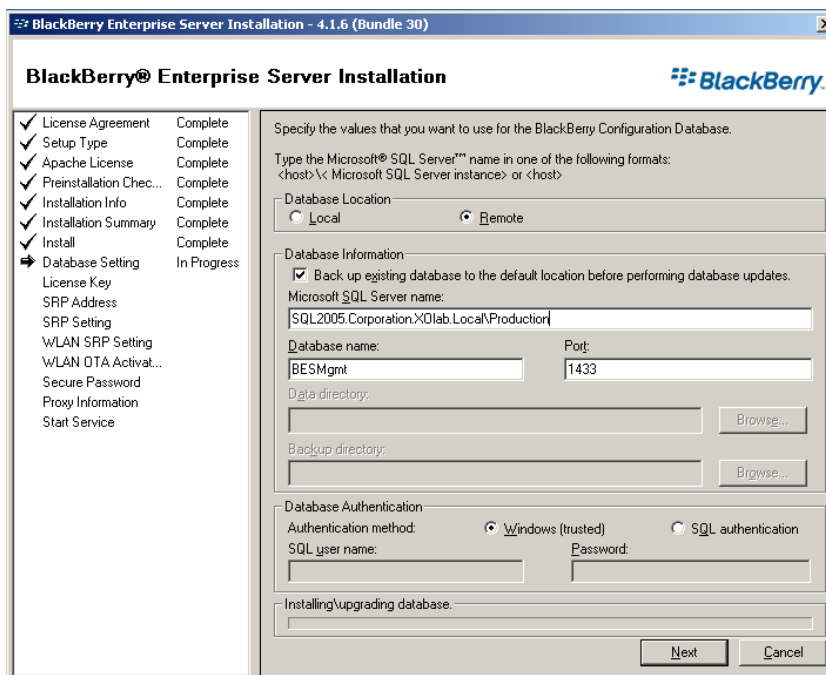 BlackBerry Enterprise Server Installation - 4.1.6 (Bundle 30)
BlackBerry® Enterprise Server Installation
BlackBerry.
License Agreement Complete
Setup Type Complete
Apache License Complete
Preinstallation Chec... Complete
Installation Info Complete
Installation Summary Complete
Install Complete
Database Setting In Progress
License Key
SRP Address
SRP Setting
WLAN SRP Setting
WLAN OTA Activat...
Secure Password
Proxy Information
Start Service
Specify the values that you want to use for the BlackBerry Configuration Database.
Type the Microsoft® SQL Server™ name in one of the following formats:
<host>\< Microsoft SQL Server instance> or <host>
Database Location
Local Remote
Database Information
Back up existing database to the default location before performing database updates.
Microsoft SQL Server name:
SQL2005.Corporation.XOlab.Local\Production
Database name: Port:
BESMgmt 1433
Data directory:
Browse...
Backup directory:
Browse...
Database Authentication
Authentication method: Windows (trusted) SQL authentication
SQL user name: Password:
Installing\upgrading database.
Next Cancel